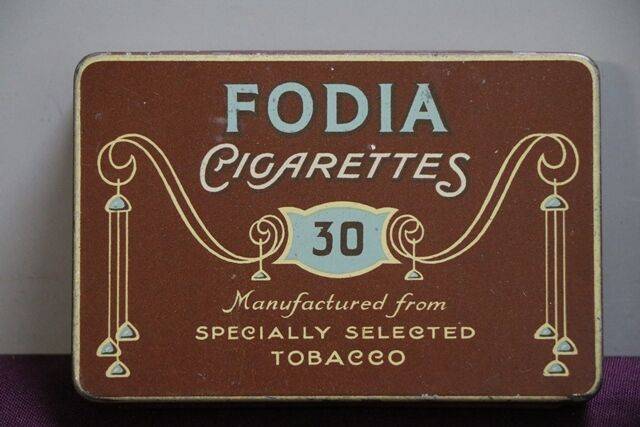 FODIA
CIGARETTES
30
Manufactured from
SPECIALLY SELECTED
TOBACCO